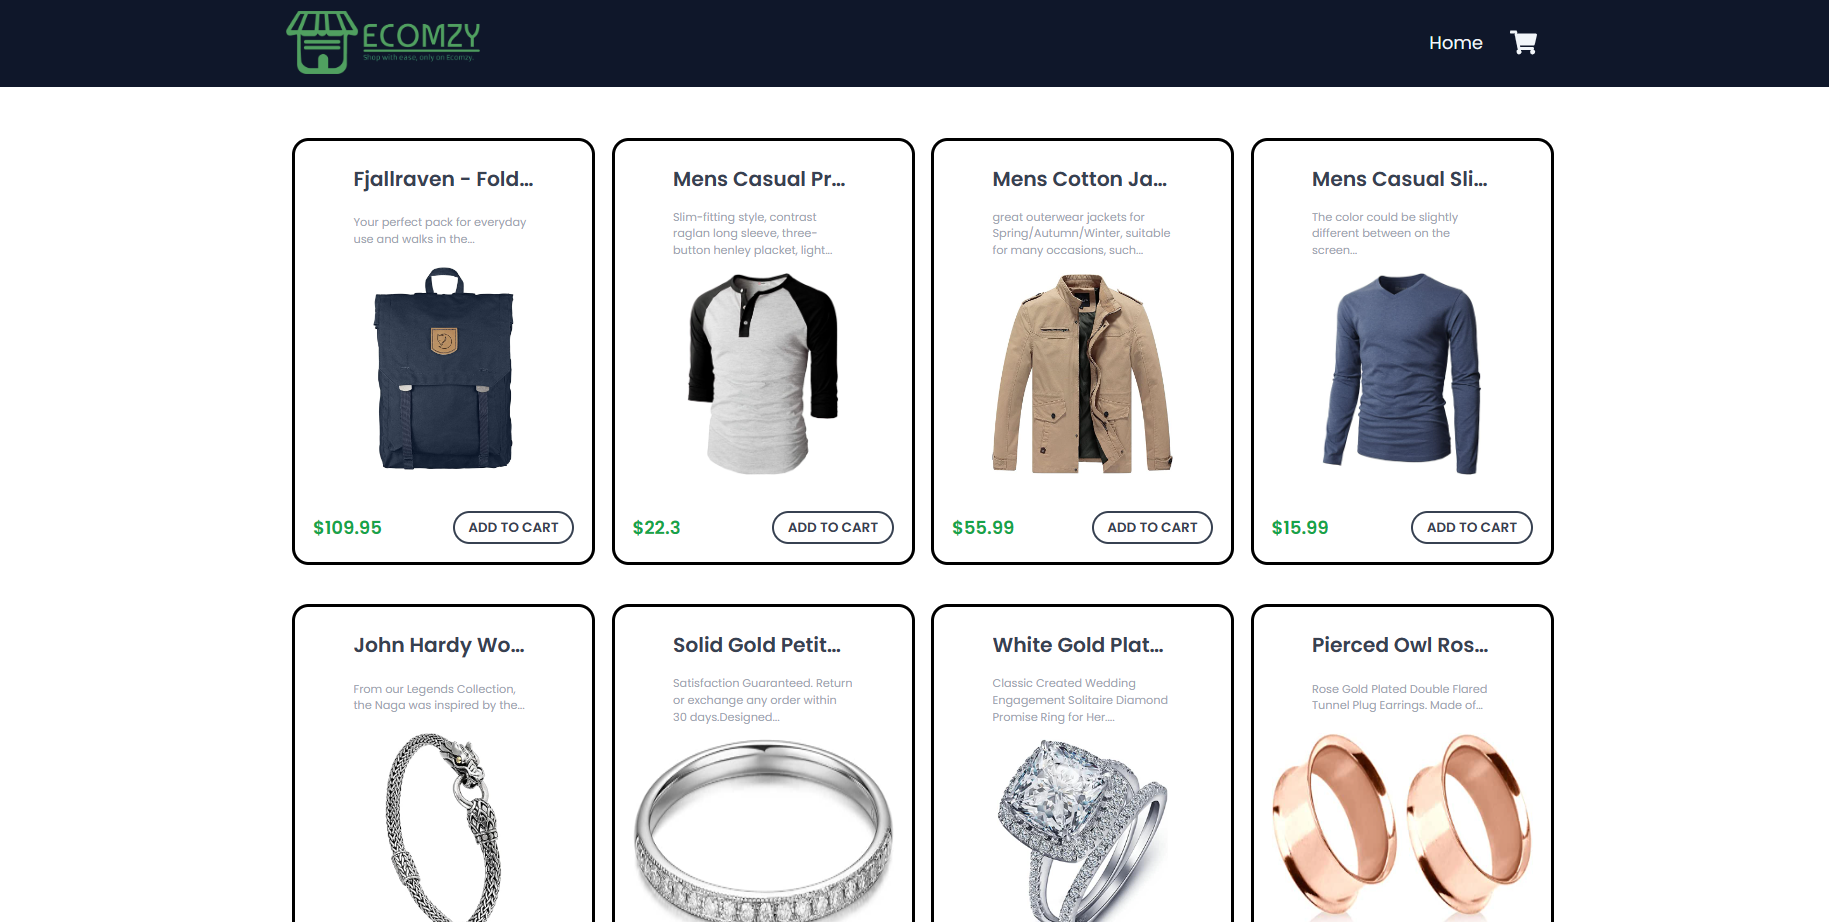 ECOMZY
Shop with ease, only on Ecomzy.
Home
Fjallraven - Fold...
Your perfect pack for everyday
use and walks in the...
$109.95
ADD TO CART
Mens Casual Pr...
Slim-fitting style, contrast
raglan long sleeve, three-
button henley placket, light...
$22.3
ADD TO CART
Mens Cotton Ja...
great outerwear jackets for
Spring/Autumn/Winter, suitable
for many occasions, such...
$55.99
ADD TO CART
Mens Casual Sli...
The color could be slightly
different between on the
screen...
$15.99
ADD TO CART
John Hardy Wo...
From our Legends Collection,
the Naga was inspired by the...
Solid Gold Petit...
Satisfaction Guaranteed. Return
or exchange any order within
30 days.Designed...
White Gold Plat...
Classic Created Wedding
Engagement Solitaire Diamond
Promise Ring for Her....
Pierced Owl Ros...
Rose Gold Plated Double Flared
Tunnel Plug Earrings. Made of...